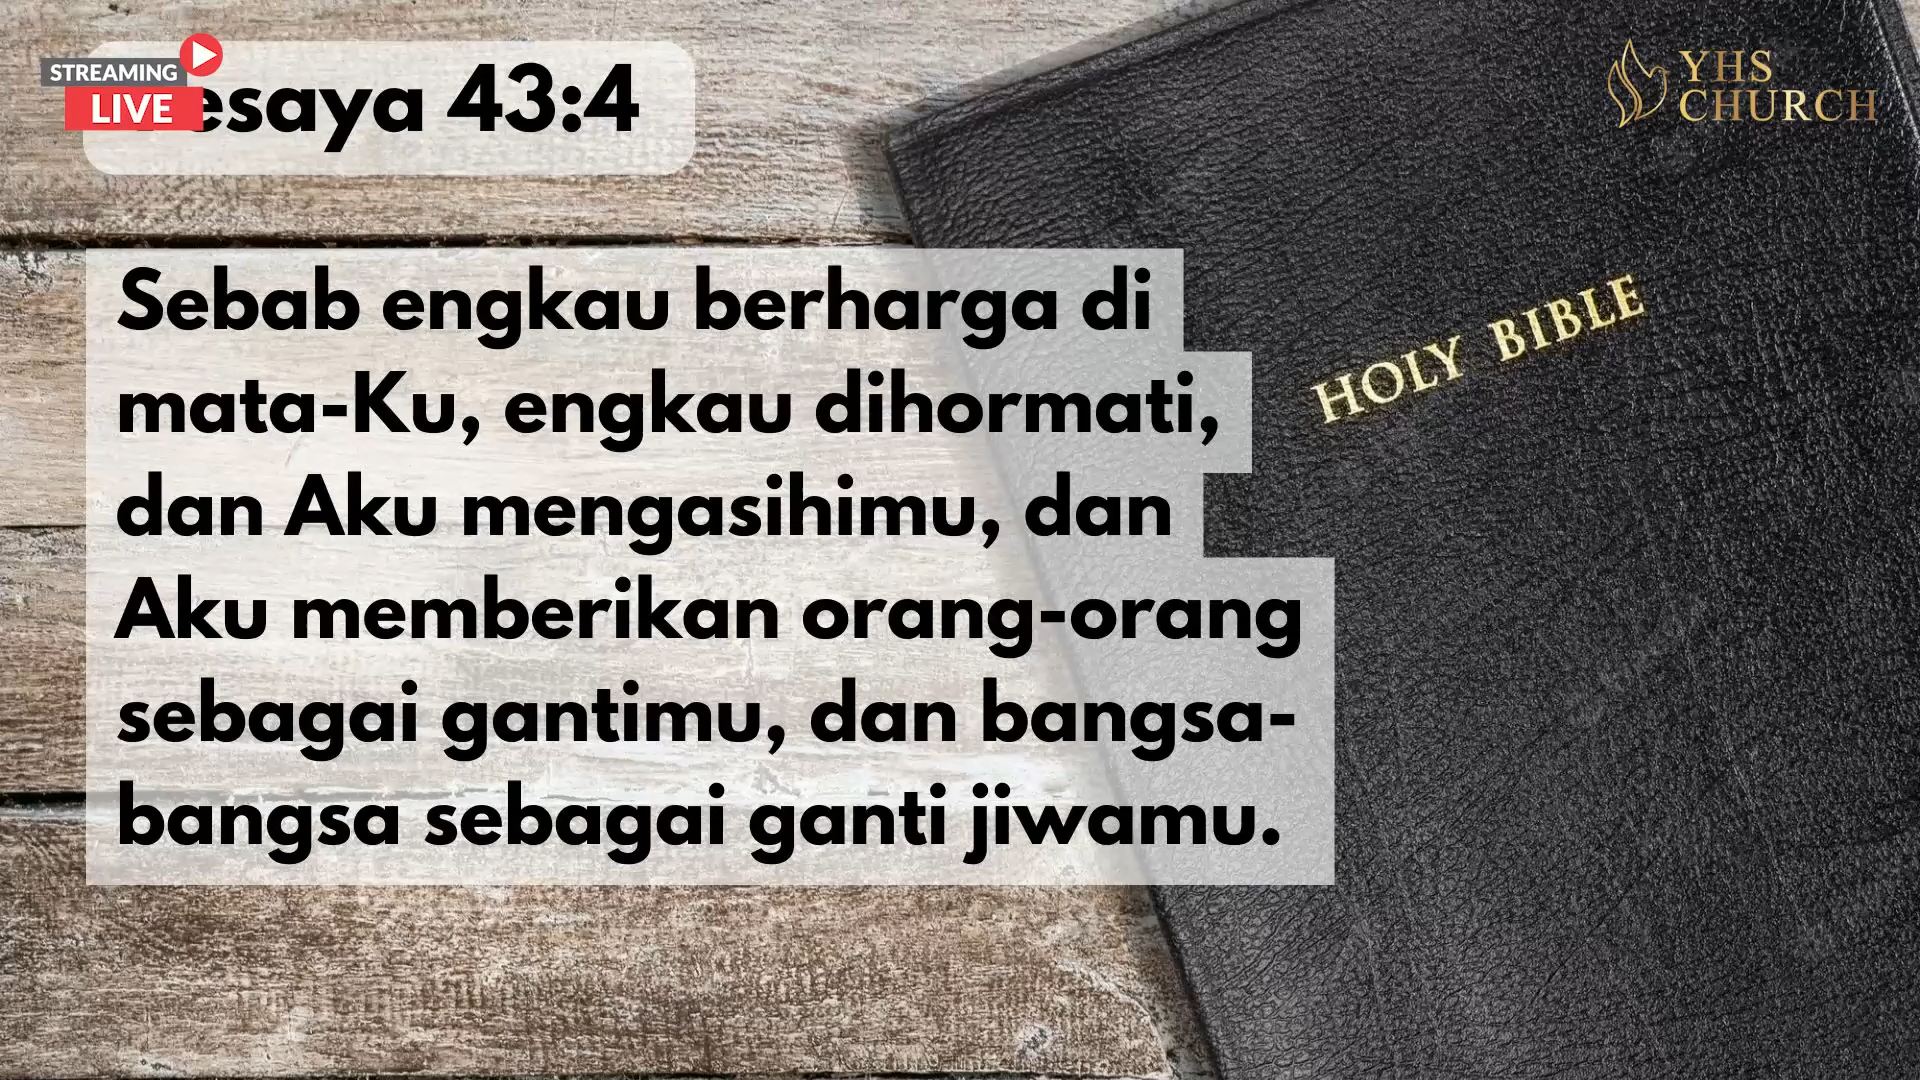 STREAMING
LIVE
esaya 43:4
YHS
CHURCH
HOLY BIBLE
Sebab engkau berharga di
mata-Ku, engkau dihormati,
dan Aku mengasihimu, dan
Aku memberikan orang-orang
sebagai gantimu, dan bangsa-
bangsa sebagai ganti jiwamu.